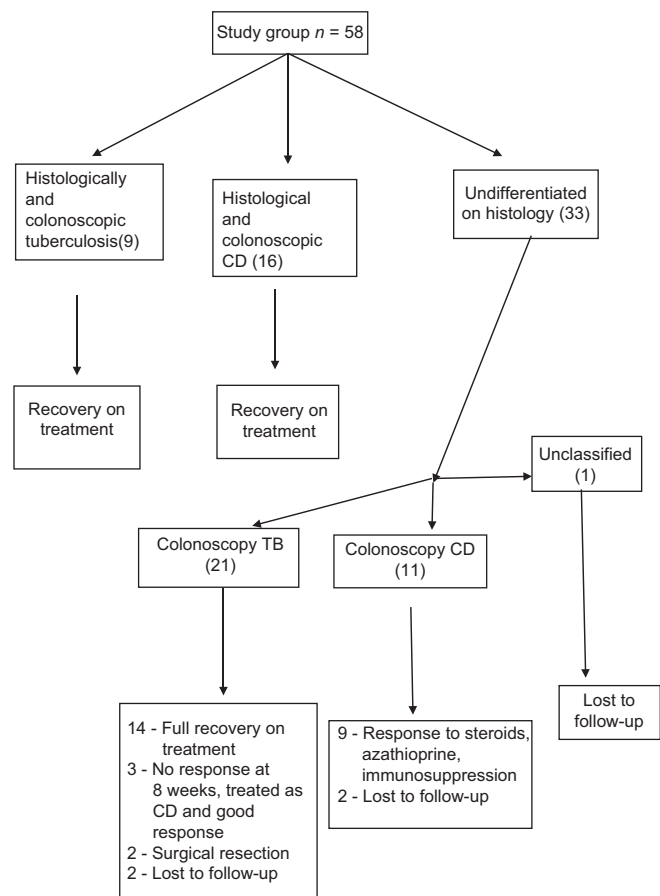 Study group n = 58
Histologically
and
colonoscopic
tuberculosis(9)
Histological
and
colonoscopic
CD (16)
Undifferentiated
on histology (33)
Recovery on
treatment
Recovery on
treatment
Unclassified
(1)
Colonoscopy TB
(21)
Colonoscopy CD
(11)
Lost to
follow-up
14 - Full recovery on
treatment
3 - No response at
8 weeks, treated as
CD and good
response
2 - Surgical resection
2 - Lost to follow-up
9 - Response to steroids,
azathioprine,
immunosuppression
2 - Lost to follow-up